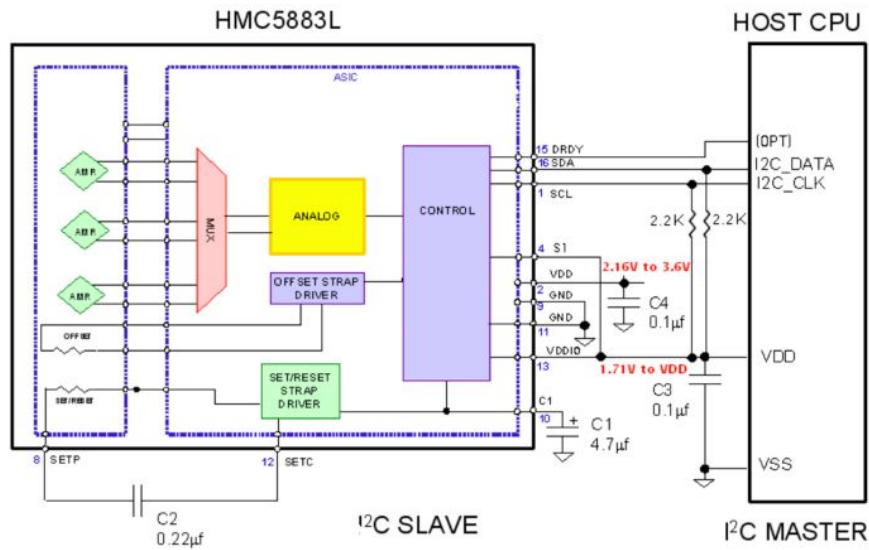 HMC5883L
HOST CPU
ASIC
AMR
AMR
AMR
MUX
ANALOG
CONTROL
OFFSET STRAP
DRIVER
OFFSET
SET/RESET
SET/RESET
STRAP
DRIVER
15 DRDY
16 SDA
1 SCL
4 S1
VDD
2
GND
9
GND
11
VDDIO
13
C1
10
(OPT)
I2C_DATA
I2C_CLK
2.2K
2.2K
2.16V to 3.6V
C4
0.1µf
1.71V to VDD
VDD
C3
0.1µf
C1
4.7µf
VSS
8 SETP
12 SETC
C2
0.22µf
I²C SLAVE
I²C MASTER